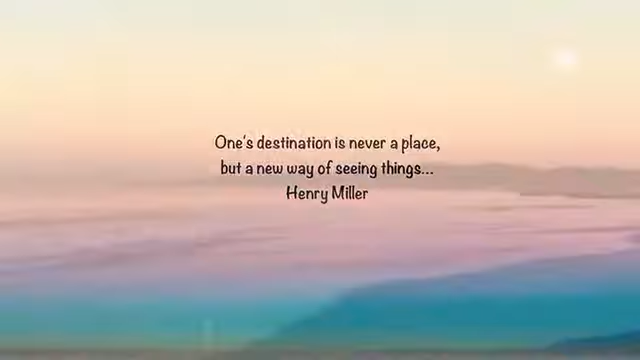 One's destination is never a place,
but a new way of seeing things...
Henry Miller